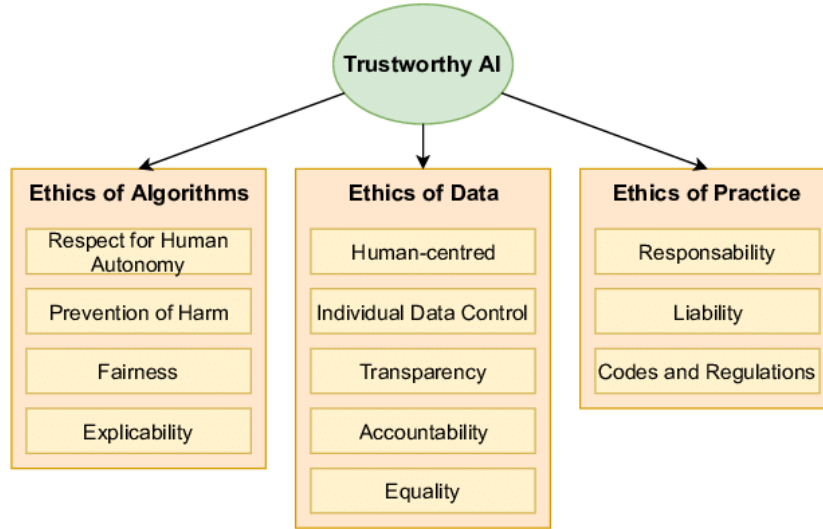 Trustworthy AI
Ethics of Algorithms
Respect for Human
Autonomy
Prevention of Harm
Fairness
Explicability
Ethics of Data
Human-centred
Individual Data Control
Transparency
Accountability
Equality
Ethics of Practice
Responsability
Liability
Codes and Regulations